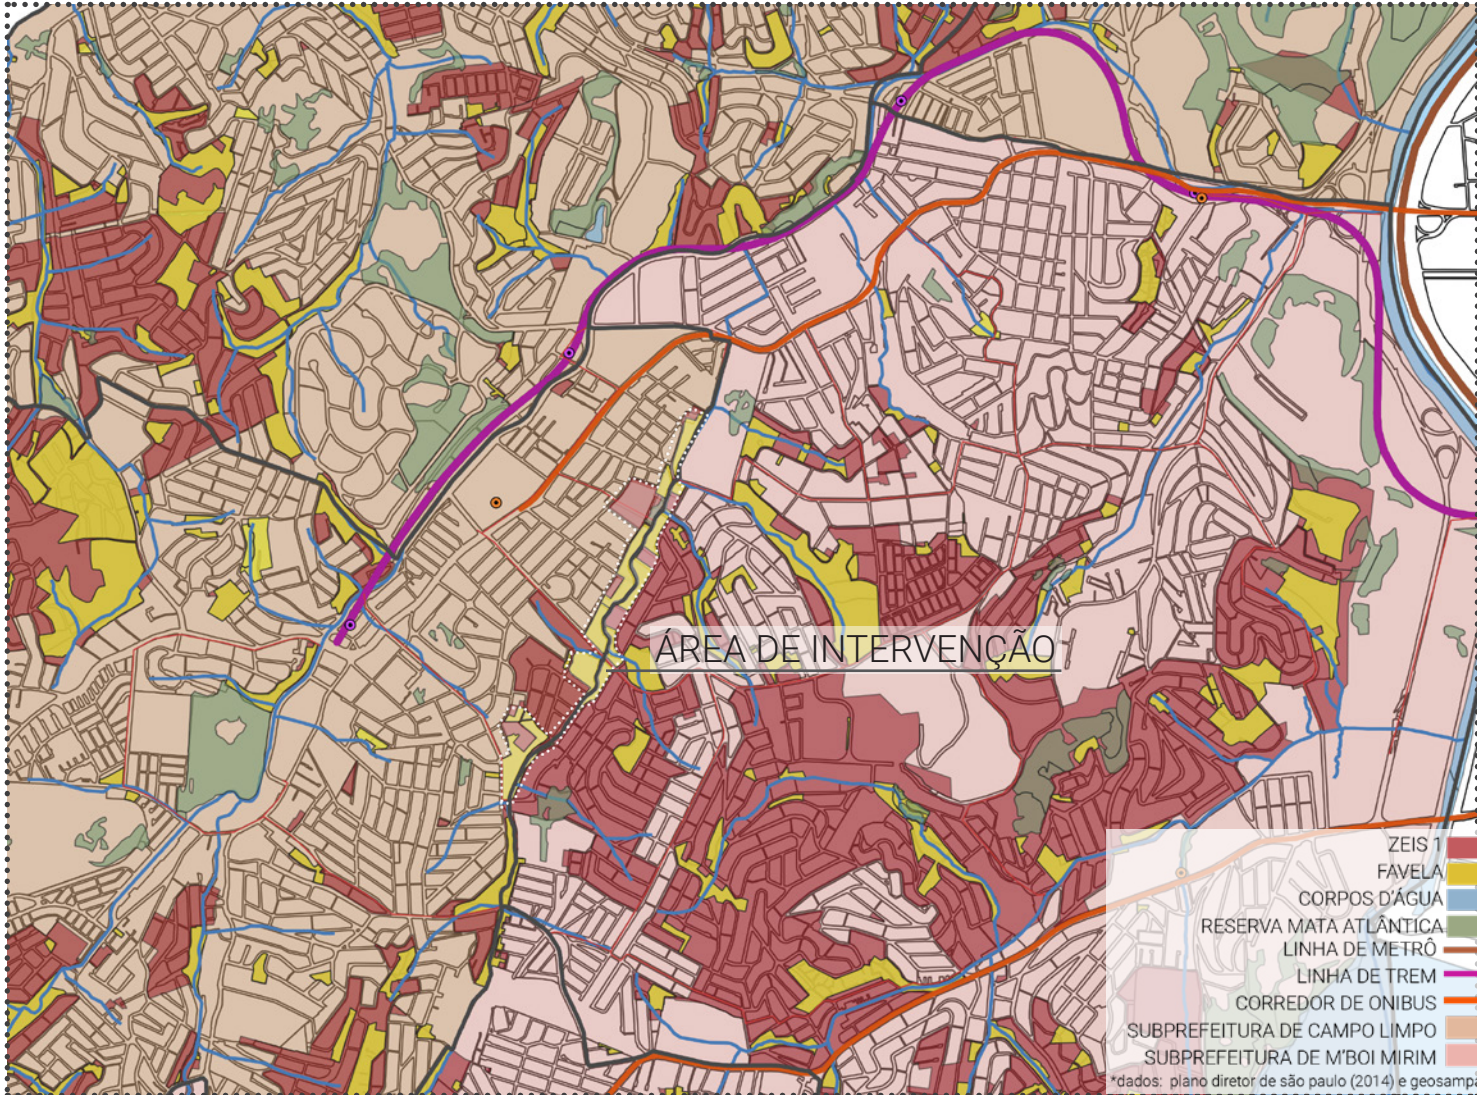 ÁREA DE INTERVENÇÃO
ZEIS 1
FAVELA
CORPOS D'ÁGUA
RESERVA MATA ATLÂNTICA
LINHA DE METRÔ
LINHA DE TREM
CORREDOR DE ONIBUS
SUBPREFEITURA DE CAMPO LIMPO
SUBPREFEITURA DE M'BOI MIRIM
*dados: plano diretor de são paulo (2014) e geosampa